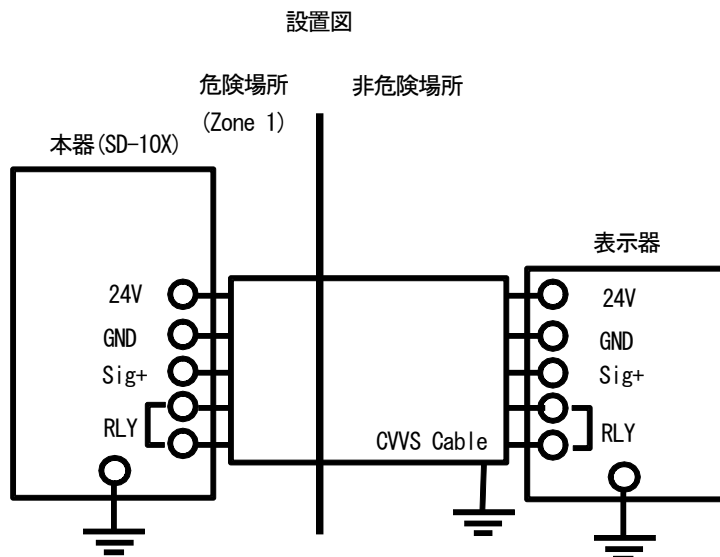 設置図
危険場所
(Zone 1)
非危険場所
本器(SD-10X)
24V
GND
Sig+
RLY
CVVS Cable
表示器
24V
GND
Sig+
RLY